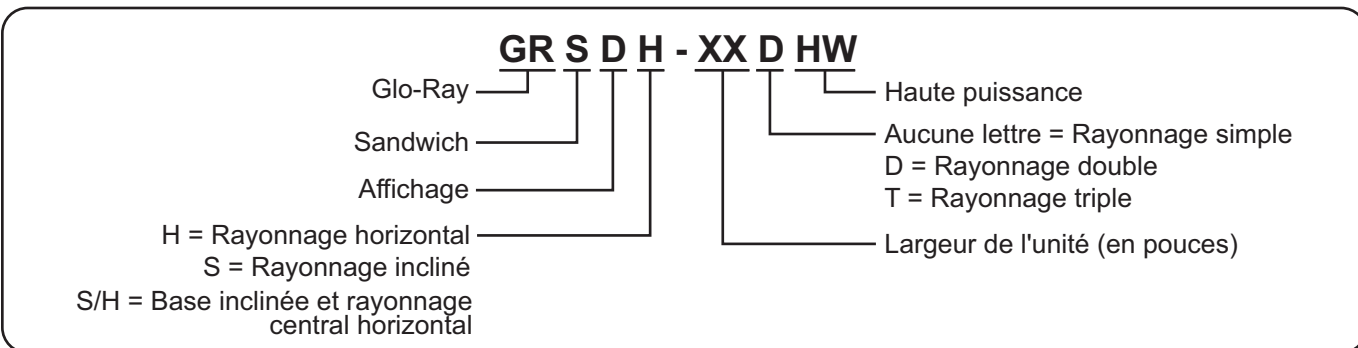 GR S D H - XX D HW
Glo-Ray
Sandwich
Affichage
H = Rayonnage horizontal
S = Rayonnage incliné
S/H = Base inclinée et rayonnage
central horizontal
Haute puissance
Aucune lettre = Rayonnage simple
D = Rayonnage double
T = Rayonnage triple
Largeur de l'unité (en pouces)